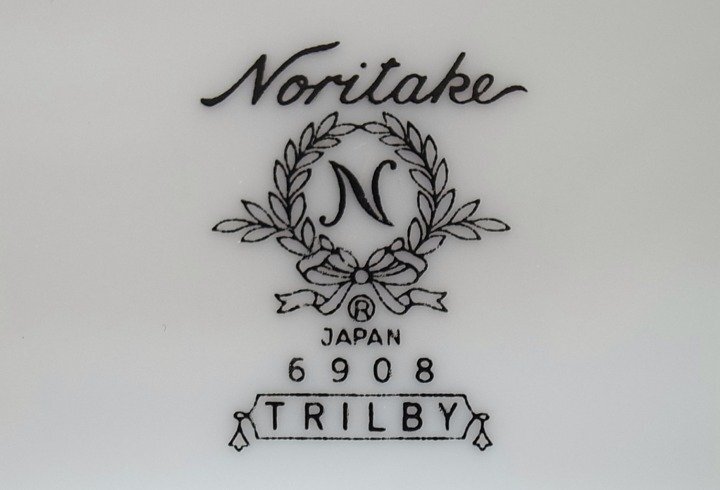 Noritake
N
®
JAPAN
6908
TRILBY